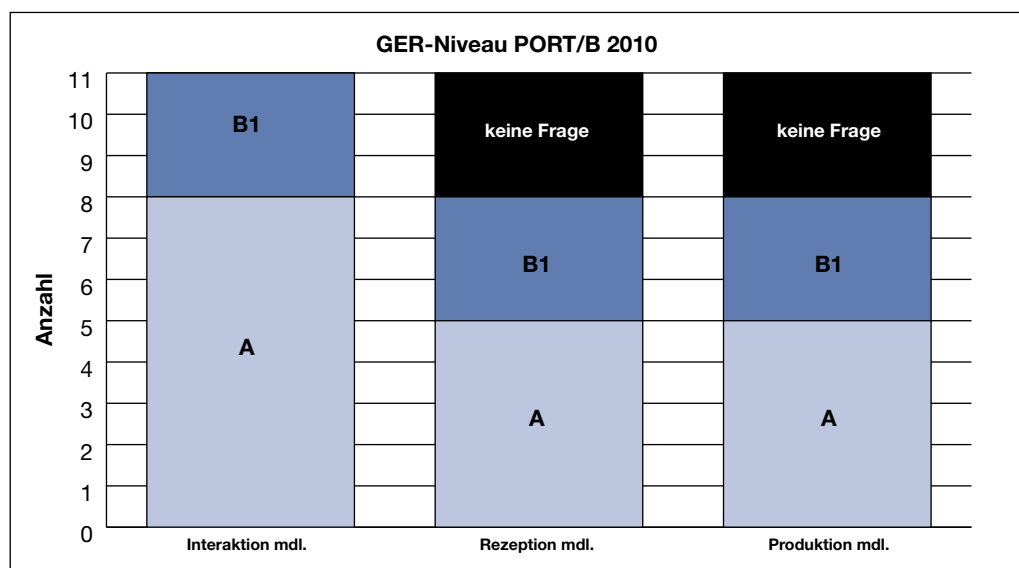 GER-Niveau PORT/B 2010
Anzahl
11
10
9
8
7
6
5
4
3
2
1
0
B1
A
keine Frage
B1
A
keine Frage
B1
A
Interaktion mdl.
Rezeption mdl.
Produktion mdl.